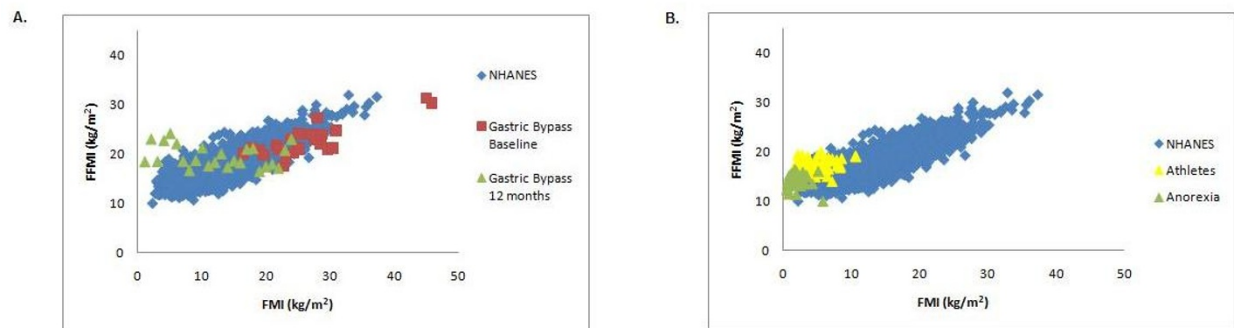 A.
40
30
20
10
0
FFMI (kg/m²)
0 10 20 30 40 50
FMI (kg/m²)
NHANES
Gastric Bypass
Baseline
Gastric Bypass
12 months
B.
40
30
20
10
0
FFMI (kg/m²)
0 10 20 30 40 50
FMI (kg/m²)
NHANES
Athletes
Anorexia